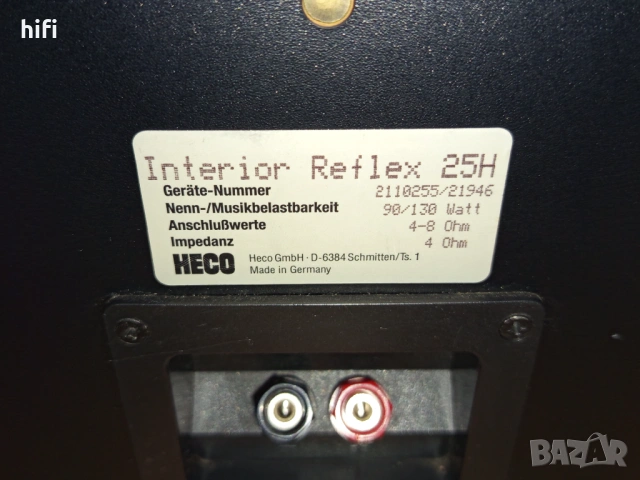 hifi
Interior Reflex 25H
Geräte-Nummer 2110255/21946
Nenn-/Musikbelastbarkeit 90/130 Watt
Anschlußwerte 4-8 Ohm
Impedanz 4 Ohm
HECO Heco GmbH · D-6384 Schmitten/Ts. 1
Made in Germany
BAZAR